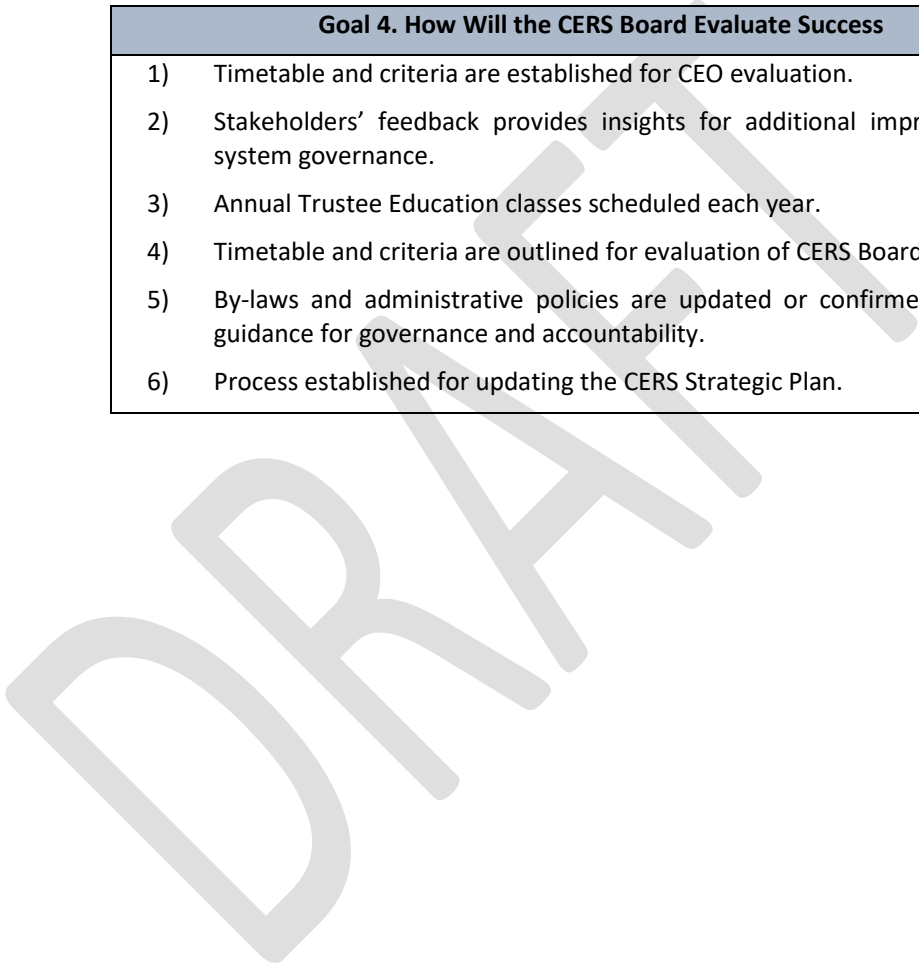 Goal 4. How Will the CERS Board Evaluate Success
1) Timetable and criteria are established for CEO evaluation.
2) Stakeholders’ feedback provides insights for additional impr
system governance.
3) Annual Trustee Education classes scheduled each year.
4) Timetable and criteria are outlined for evaluation of CERS Board
5) By-laws and administrative policies are updated or confirme
guidance for governance and accountability.
6) Process established for updating the CERS Strategic Plan.
DRAFT